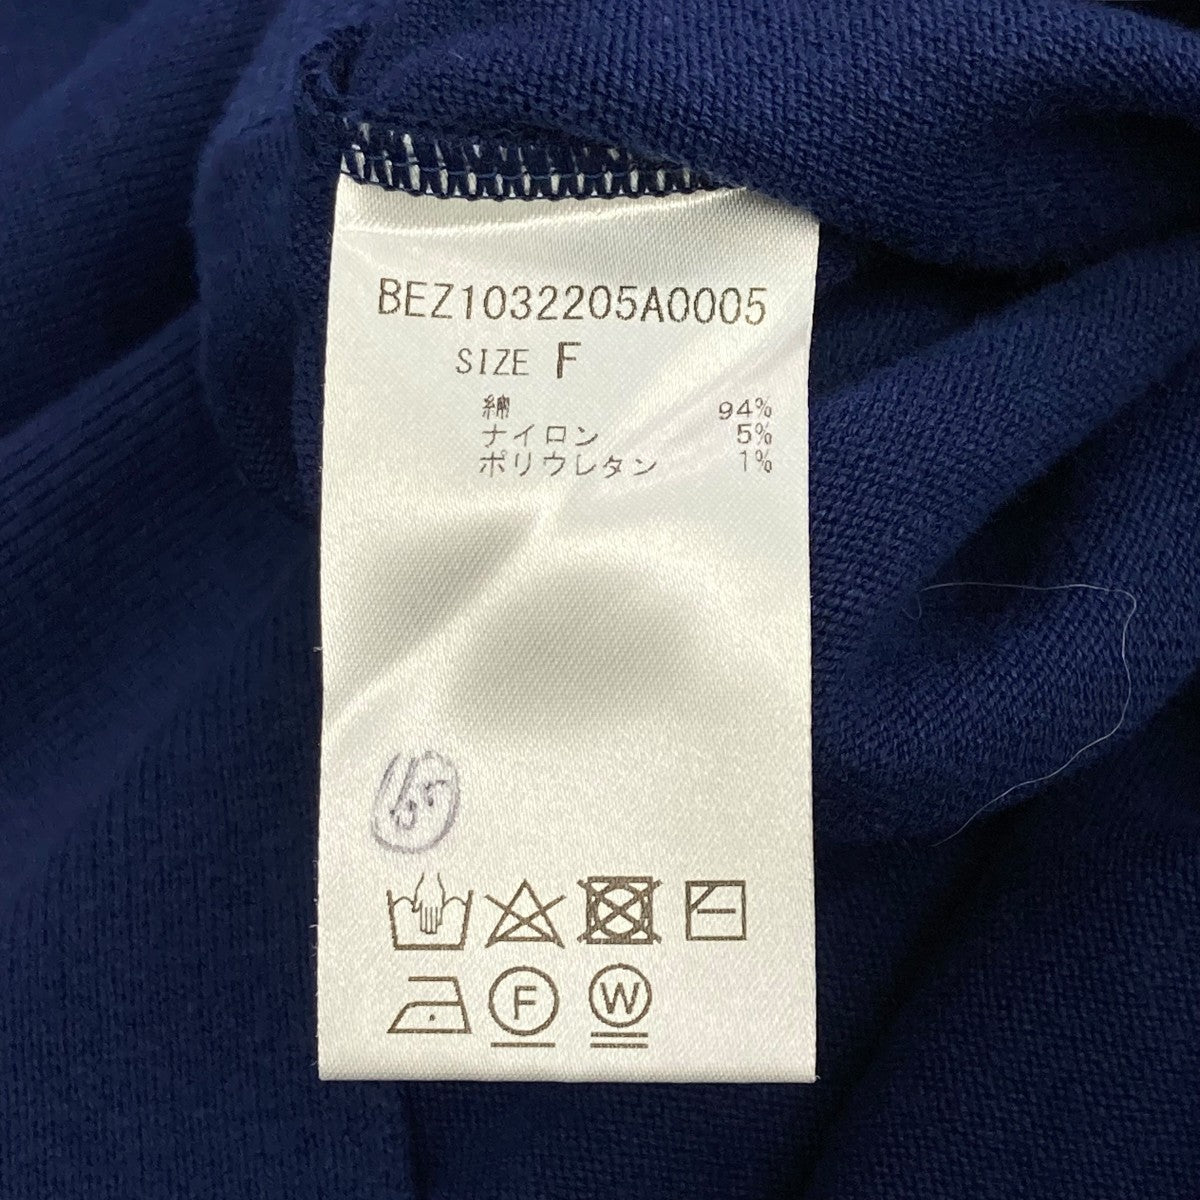 BEZ1032205A0005
SIZE F
綿 94%
ナイロン 5%
ポリウレタン 1%
F W